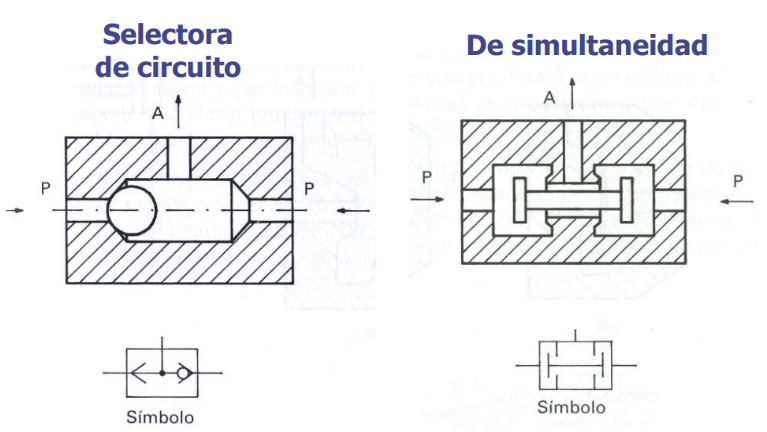 Selectora
de circuito
De simultaneidad
A
P
P
Símbolo
A
P
P
Símbolo